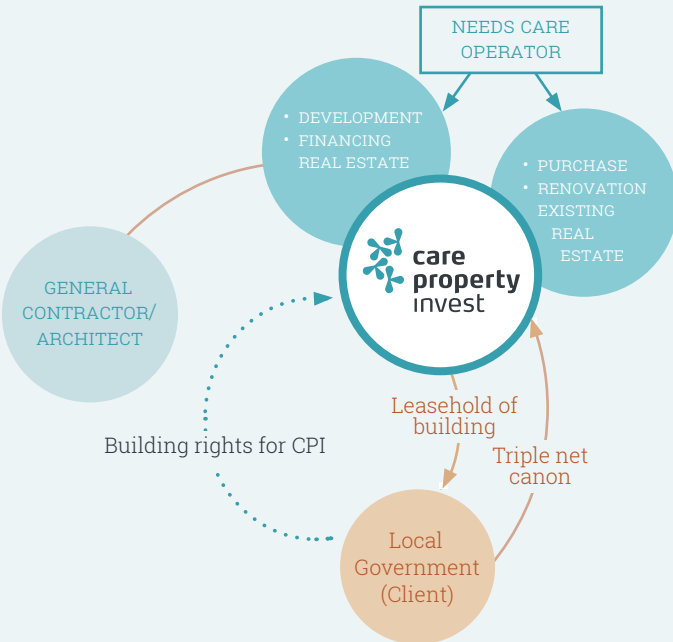 NEEDS CARE
OPERATOR
• DEVELOPMENT
• FINANCING
REAL ESTATE
• PURCHASE
• RENOVATION
EXISTING
REAL
ESTATE
care
property
invest
GENERAL
CONTRACTOR/
ARCHITECT
Leasehold of
building
Building rights for CPI
Triple net
canon
Local
Government
(Client)